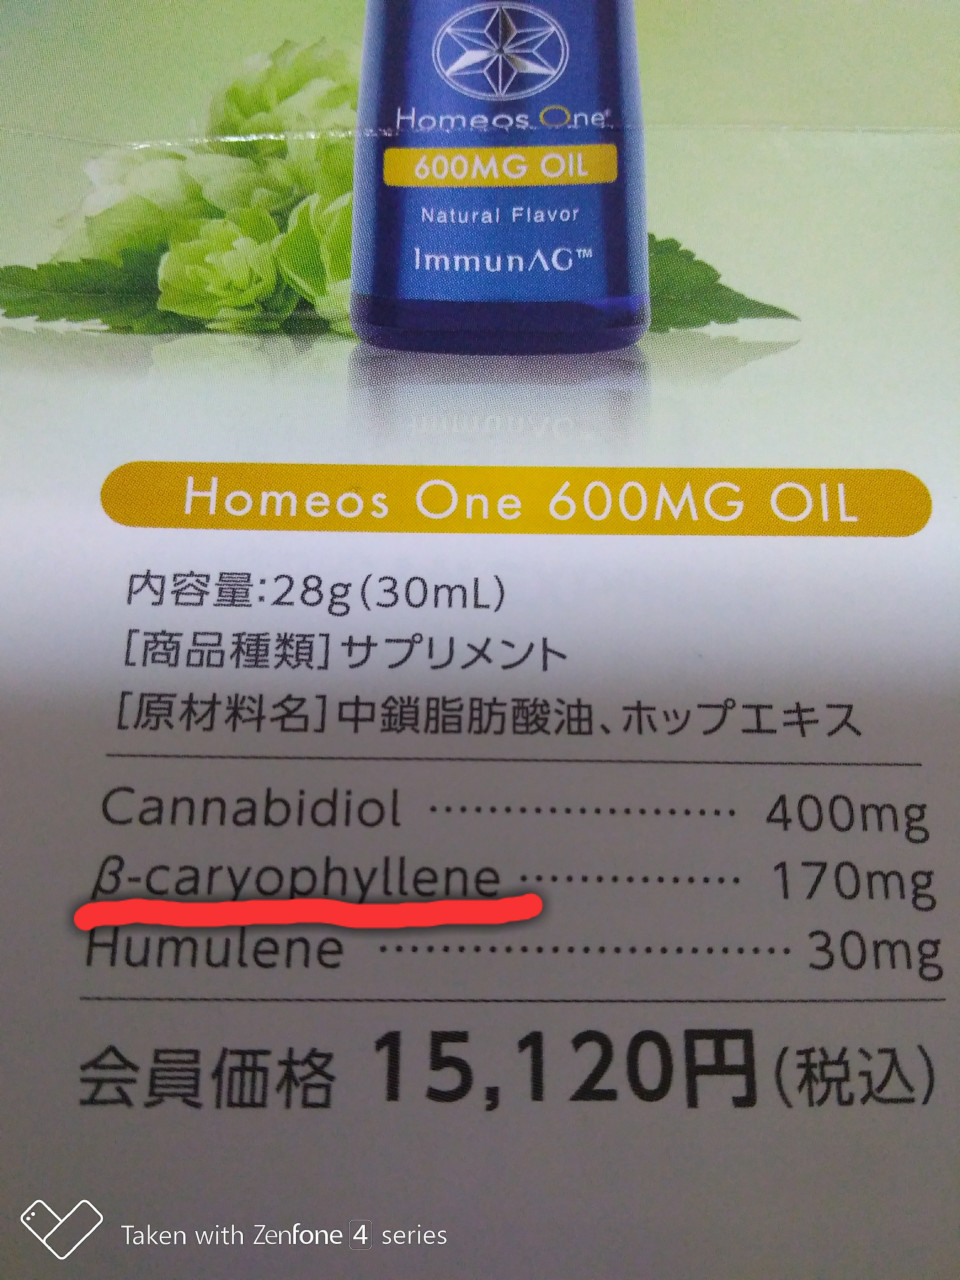 Homeos One
600MG OIL
Natural Flavor
ImmunAG™
Homeos One 600MG OIL
内容量:28g(30mL)
[商品種類]サプリメント
[原材料名]中鎖脂肪酸油、ホップエキス
Cannabidiol ………………… 400mg
β-caryophyllene …………… 170mg
Humulene ……………………… 30mg
会員価格 15,120円(税込)
Taken with Zenfone 4 series